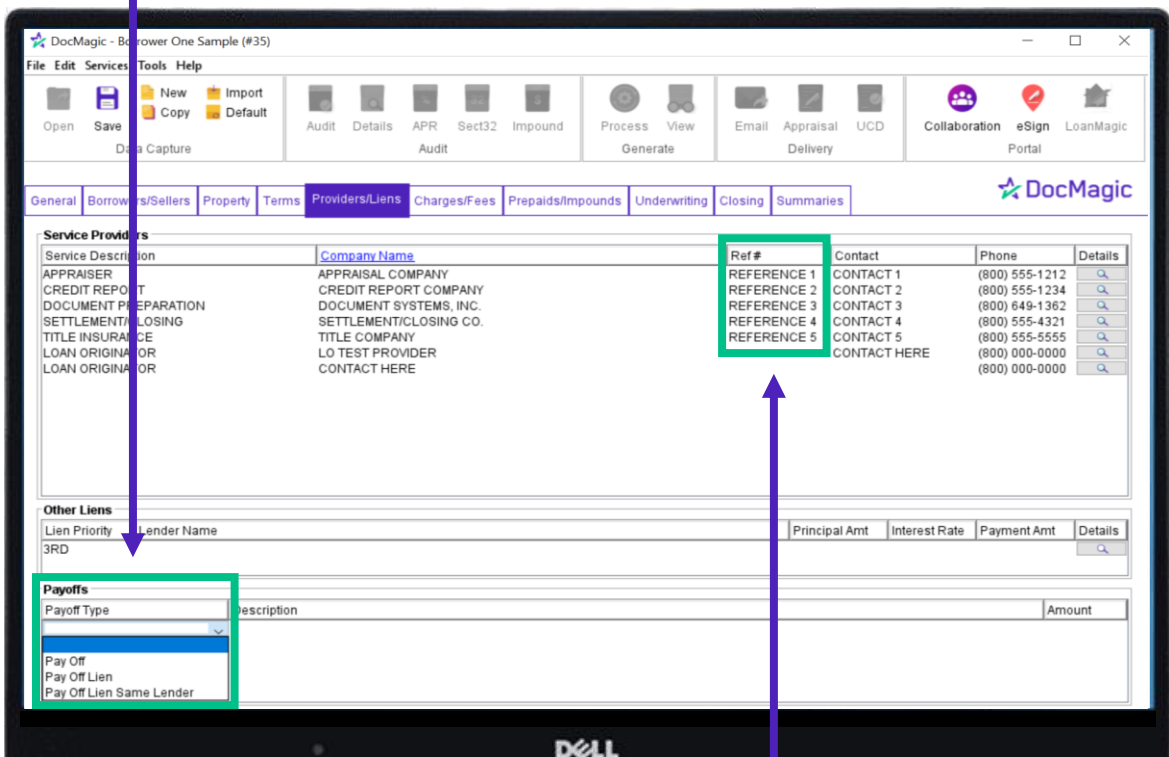 DocMagic - Borrower One Sample (#35)
File Edit Services Tools Help
New Import
Copy Default
Open Save Audit Details APR Sect32 Impound Process View Email Appraisal UCD Collaboration eSign LoanMagic
Data Capture Audit Generate Delivery Portal
DocMagic
General Borrowers/Sellers Property Terms Providers/Liens Charges/Fees Prepaids/Impounds Underwriting Closing Summaries
Service Providers
Service Description Company Name Ref # Contact Phone Details
APPRAISER APPRAISAL COMPANY REFERENCE 1 CONTACT 1 (800) 555-1212
CREDIT REPORT CREDIT REPORT COMPANY REFERENCE 2 CONTACT 2 (800) 555-1234
DOCUMENT PREPARATION DOCUMENT SYSTEMS, INC. REFERENCE 3 CONTACT 3 (800) 649-1362
SETTLEMENT/CLOSING SETTLEMENT/CLOSING CO. REFERENCE 4 CONTACT 4 (800) 555-4321
TITLE INSURANCE TITLE COMPANY REFERENCE 5 CONTACT 5 (800) 555-5555
LOAN ORIGINATOR LO TEST PROVIDER CONTACT HERE (800) 000-0000
LOAN ORIGINATOR CONTACT HERE (800) 000-0000
Other Liens
Lien Priority Lender Name Principal Amt Interest Rate Payment Amt Details
3RD
Payoffs
Payoff Type Description Amount
Pay Off
Pay Off Lien
Pay Off Lien Same Lender
DELL